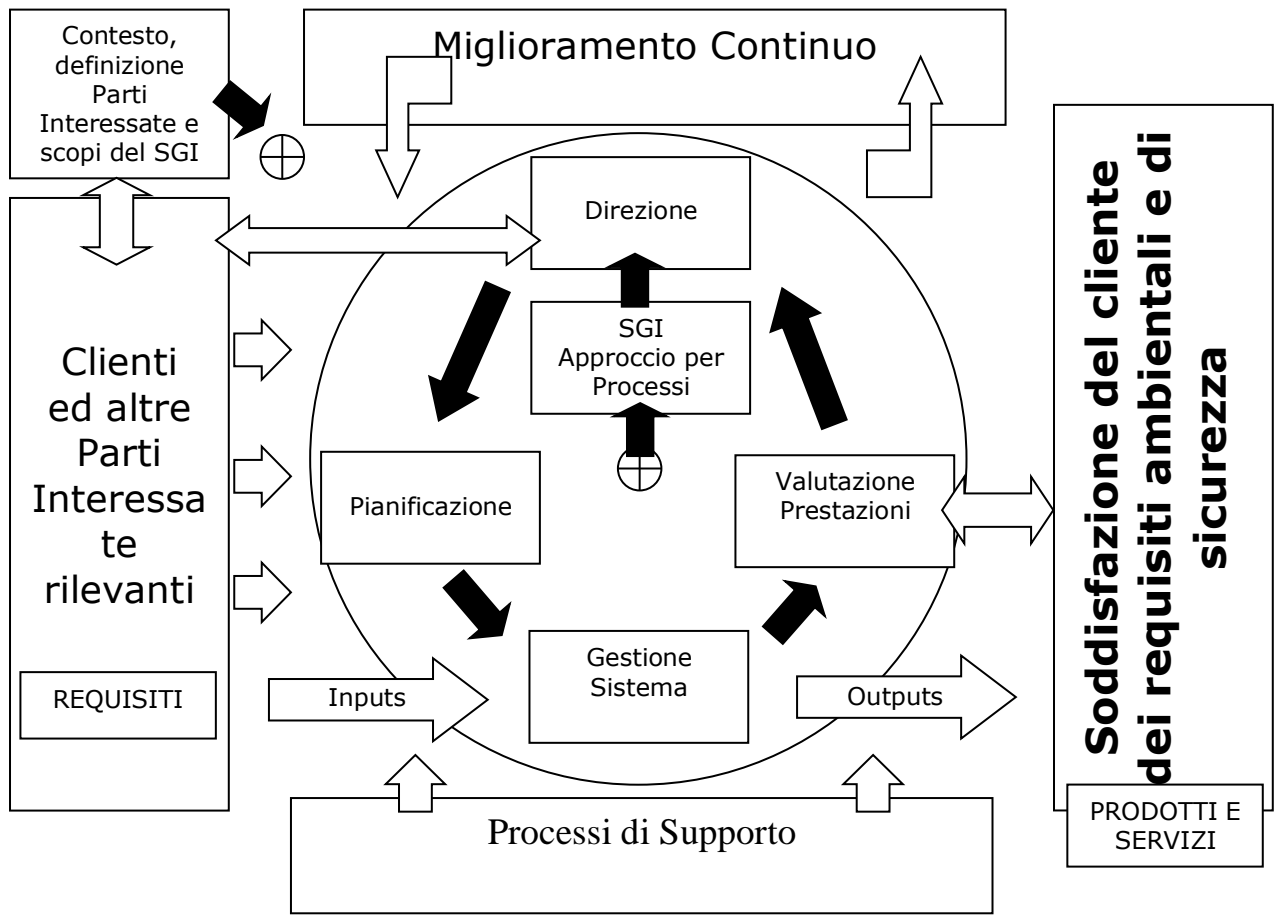 Contesto,
definizione
Parti
Interessate e
scopi del SGI
Miglioramento Continuo
Direzione
SGI
Approccio per
Processi
Clienti
ed altre
Parti
Interessa
te
rilevanti
REQUISITI
Pianificazione
Valutazione
Prestazioni
Gestione
Sistema
Inputs
Outputs
Processi di Supporto
Soddisfazione del cliente
dei requisiti ambientali e di
sicurezza
PRODOTTI E
SERVIZI